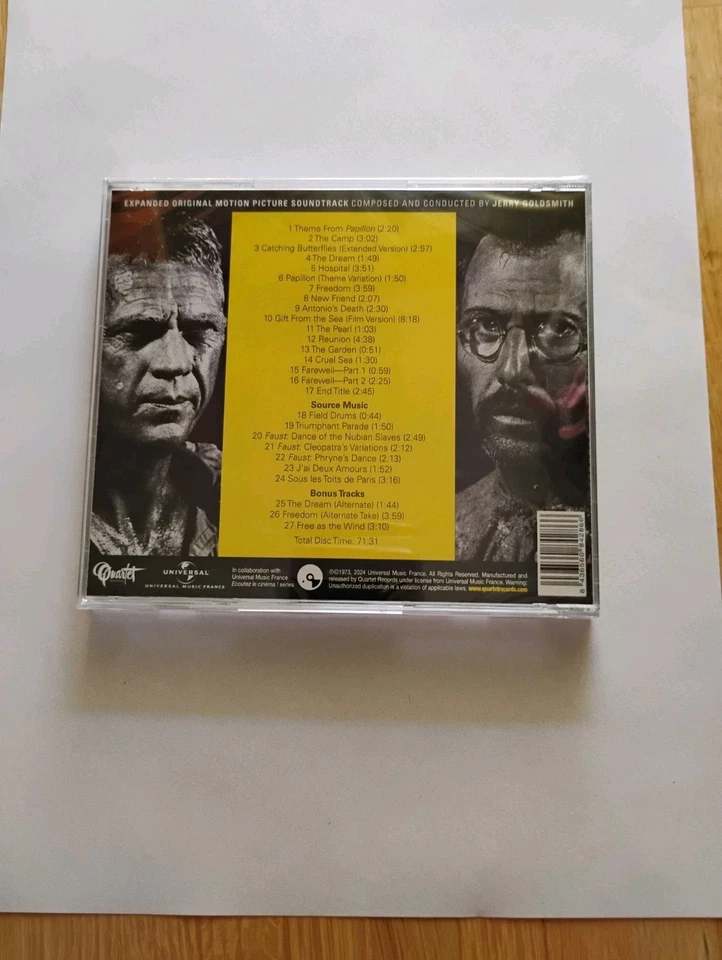 EXPANDED ORIGINAL MOTION PICTURE SOUNDTRACK COMPOSED AND CONDUCTED BY JERRY GOLDSMITH
1 Theme From Papillon (2:20)
2 The Camp (3:02)
3 Catching Butterflies (Extended Version) (2:57)
4 The Dream (1:49)
5 Hospital (3:51)
6 Papillon (Theme Variation) (1:50)
7 Freedom (3:59)
8 New Friend (2:07)
9 Antonio's Death (2:30)
10 Gift From the Sea (Film Version) (8:18)
11 The Pearl (1:03)
12 Reunion (4:38)
13 The Garden (0:51)
14 Cruel Sea (1:30)
15 Farewell—Part 1 (0:59)
16 Farewell—Part 2 (2:25)
17 End Title (2:45)
Source Music
18 Field Drums (0:44)
19 Triumphant Parade (1:50)
20 Faust: Dance of the Nubian Slaves (2:49)
21 Faust: Cleopatra's Variations (2:12)
22 Faust: Phryne's Dance (2:13)
23 J'ai Deux Amours (1:52)
24 Sous les Toits de Paris (3:16)
Bonus Tracks
25 The Dream (Alternate) (1:44)
26 Freedom (Alternate Take) (3:59)
27 Free as the Wind (3:10)
Total Disc Time: 71:31
Quartet
UNIVERSAL
UNIVERSAL MUSIC FRANCE
In collaboration with
Universal Music France
Ecoutez le cinéma ! series
℗©1973, 2024 Universal Music France. All Rights Reserved. Manufactured and
released by Quartet Records under license from Universal Music France. Warning:
Unauthorized duplication is a violation of applicable laws. www.quartetrecords.com